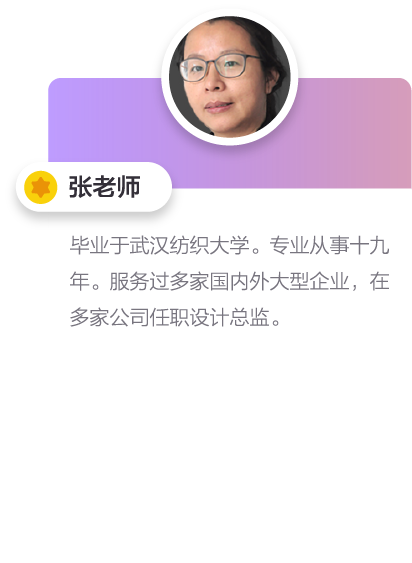 张老师
毕业于武汉纺织大学。专业从事十九
年。服务过多家国内外大型企业，在
多家公司任职设计总监。